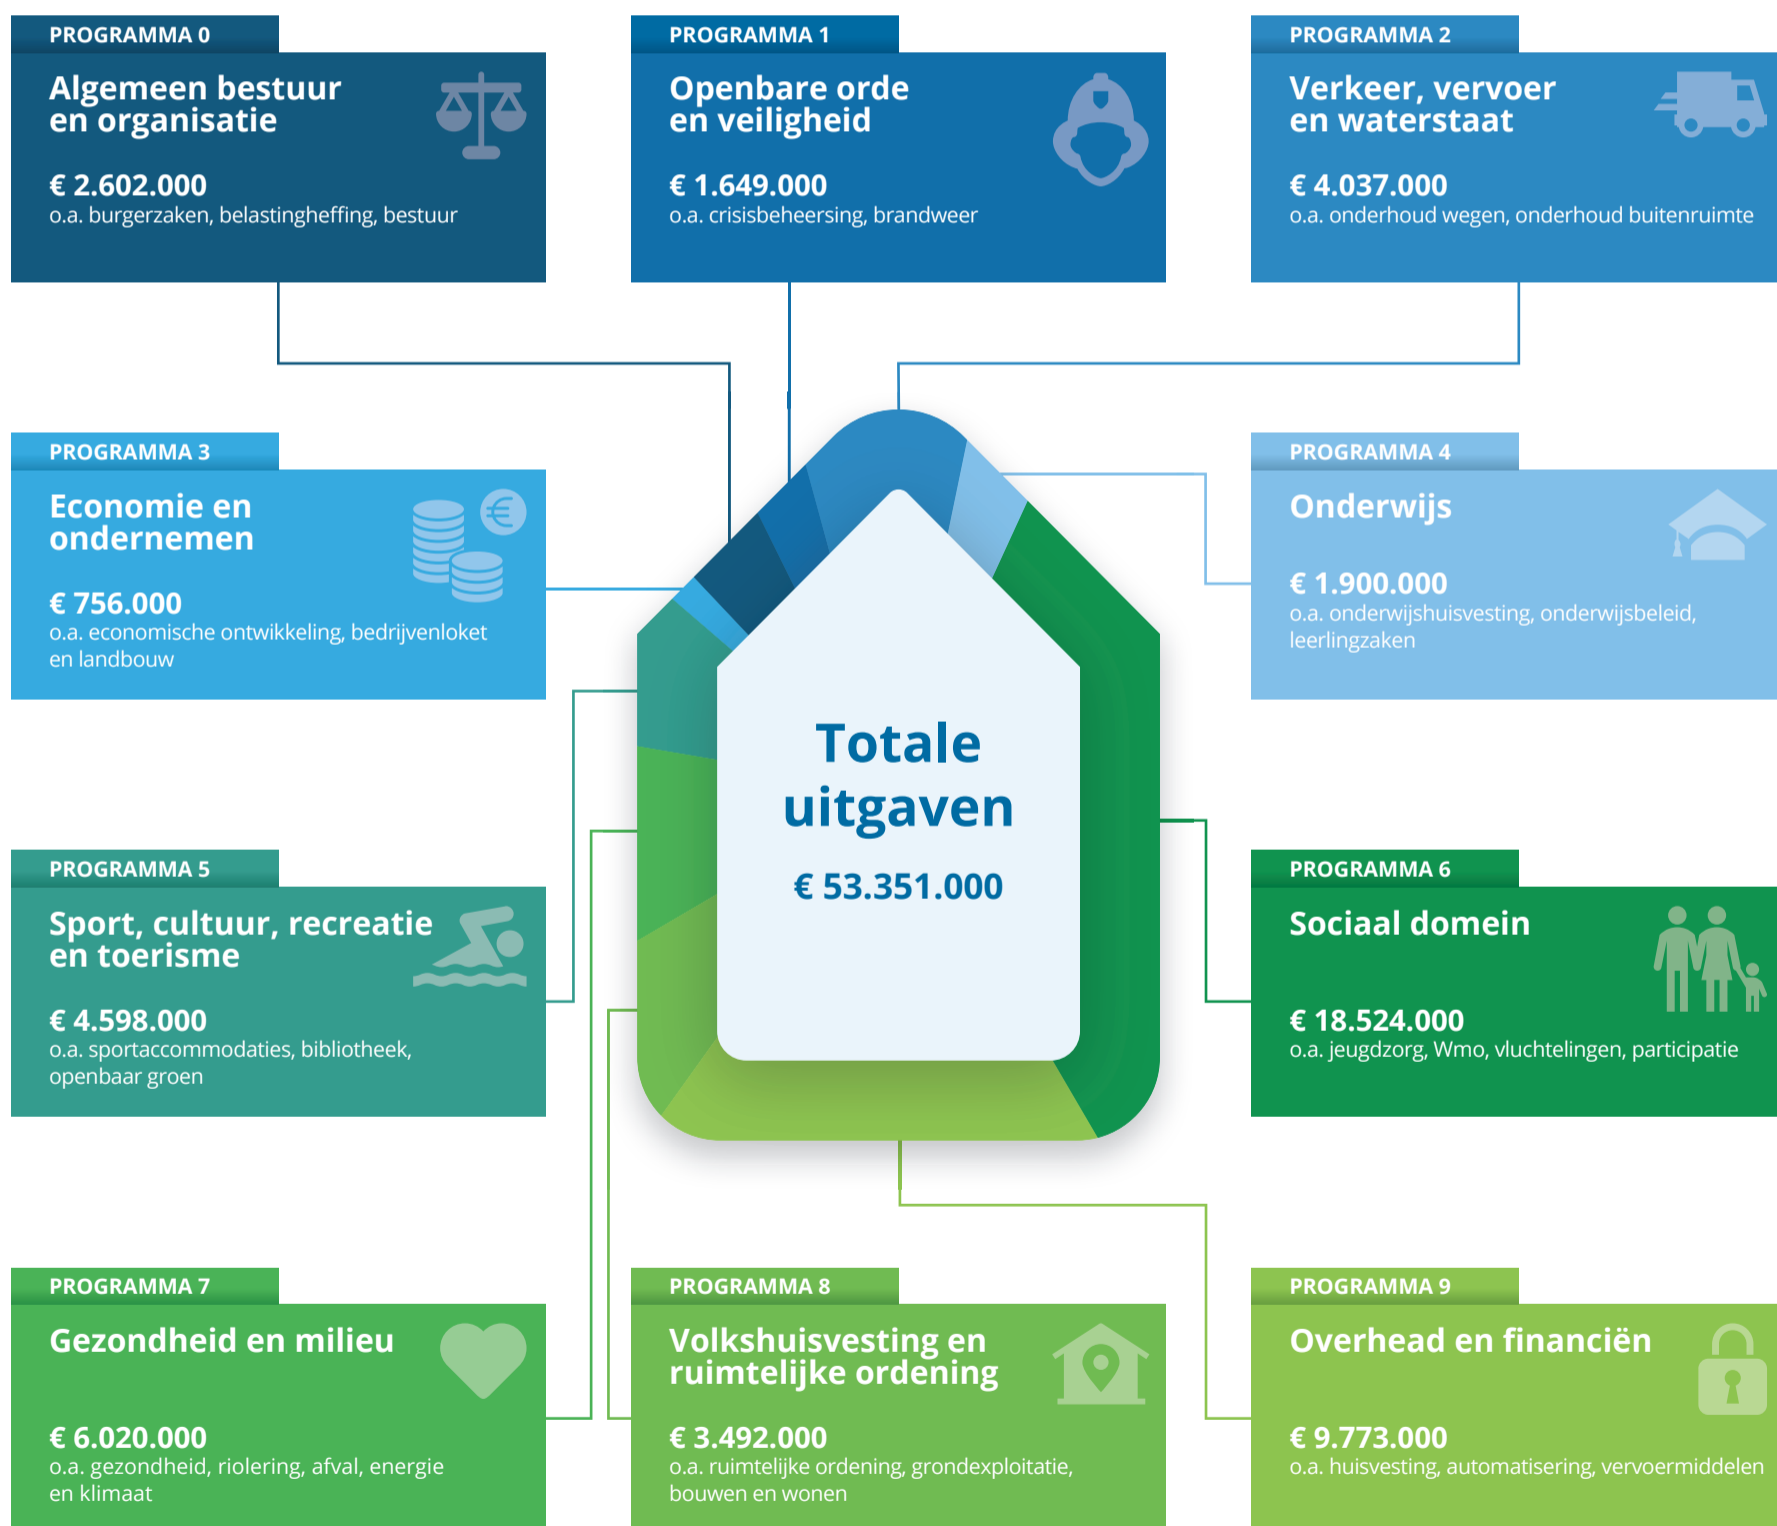 PROGRAMMA 0
Algemeen bestuur
en organisatie
€ 2.602.000
o.a. burgerzaken, belastingheffing, bestuur
PROGRAMMA 1
Openbare orde
en veiligheid
€ 1.649.000
o.a. crisisbeheersing, brandweer
PROGRAMMA 2
Verkeer, vervoer
en waterstaat
€ 4.037.000
o.a. onderhoud wegen, onderhoud buitenruimte
PROGRAMMA 3
Economie en
ondernemen
€ 756.000
o.a. economische ontwikkeling, bedrijvenloket
en landbouw
PROGRAMMA 4
Onderwijs
€ 1.900.000
o.a. onderwijshuisvesting, onderwijsbeleid,
leerlingzaken
Totale
uitgaven
€ 53.351.000
PROGRAMMA 5
Sport, cultuur, recreatie
en toerisme
€ 4.598.000
o.a. sportaccommodaties, bibliotheek,
openbaar groen
PROGRAMMA 6
Sociaal domein
€ 18.524.000
o.a. jeugdzorg, Wmo, vluchtelingen, participatie
PROGRAMMA 7
Gezondheid en milieu
€ 6.020.000
o.a. gezondheid, riolering, afval, energie
en klimaat
PROGRAMMA 8
Volkshuisvesting en
ruimtelijke ordening
€ 3.492.000
o.a. ruimtelijke ordening, grondexploitatie,
bouwen en wonen
PROGRAMMA 9
Overhead en financiën
€ 9.773.000
o.a. huisvesting, automatisering, vervoermiddelen